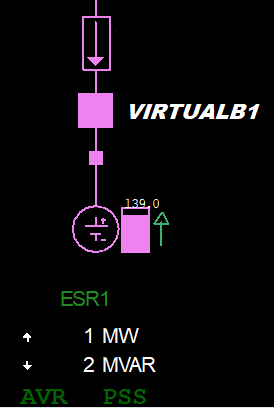 VIRTUALB1
139.0
ESR1
1 MW
2 MVAR
AVR PSS